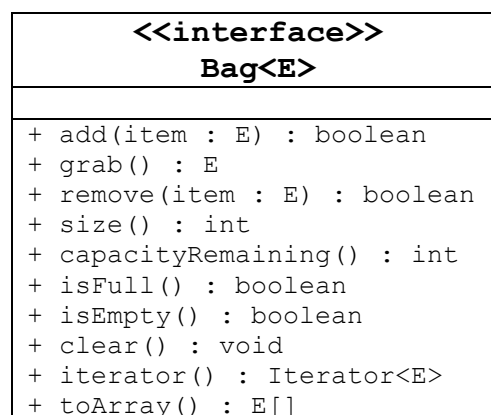 <<interface>>
Bag<E>
+ add(item : E) : boolean
+ grab() : E
+ remove(item : E) : boolean
+ size() : int
+ capacityRemaining() : int
+ isFull() : boolean
+ isEmpty() : boolean
+ clear() : void
+ iterator() : Iterator<E>
+ toArray() : E[]